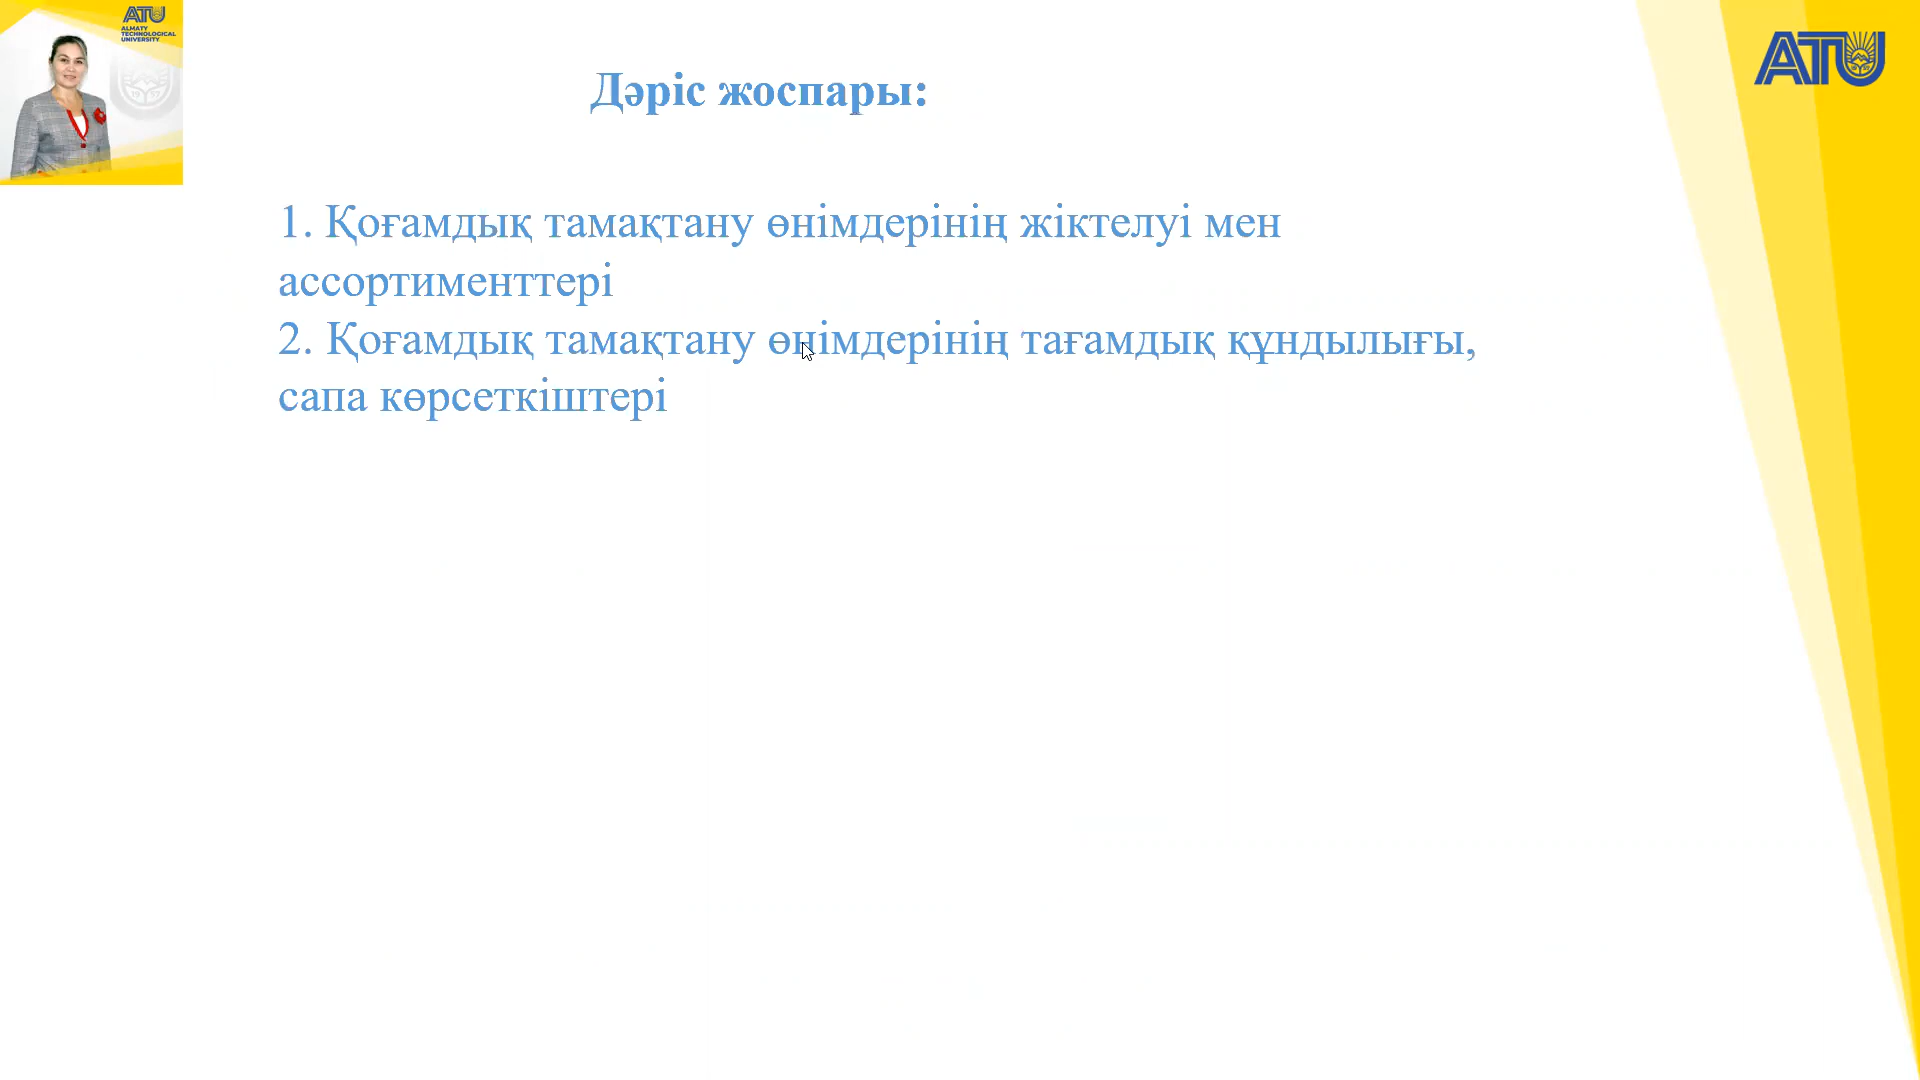 ATU
ALMATY
TECHNOLOGICAL
UNIVERSITY
ATU
Дәріс жоспары:
1. Қоғамдық тамақтану өнімдерінің жіктелуі мен
ассортименттері
2. Қоғамдық тамақтану өнімдерінің тағамдық құндылығы,
сапа көрсеткіштері